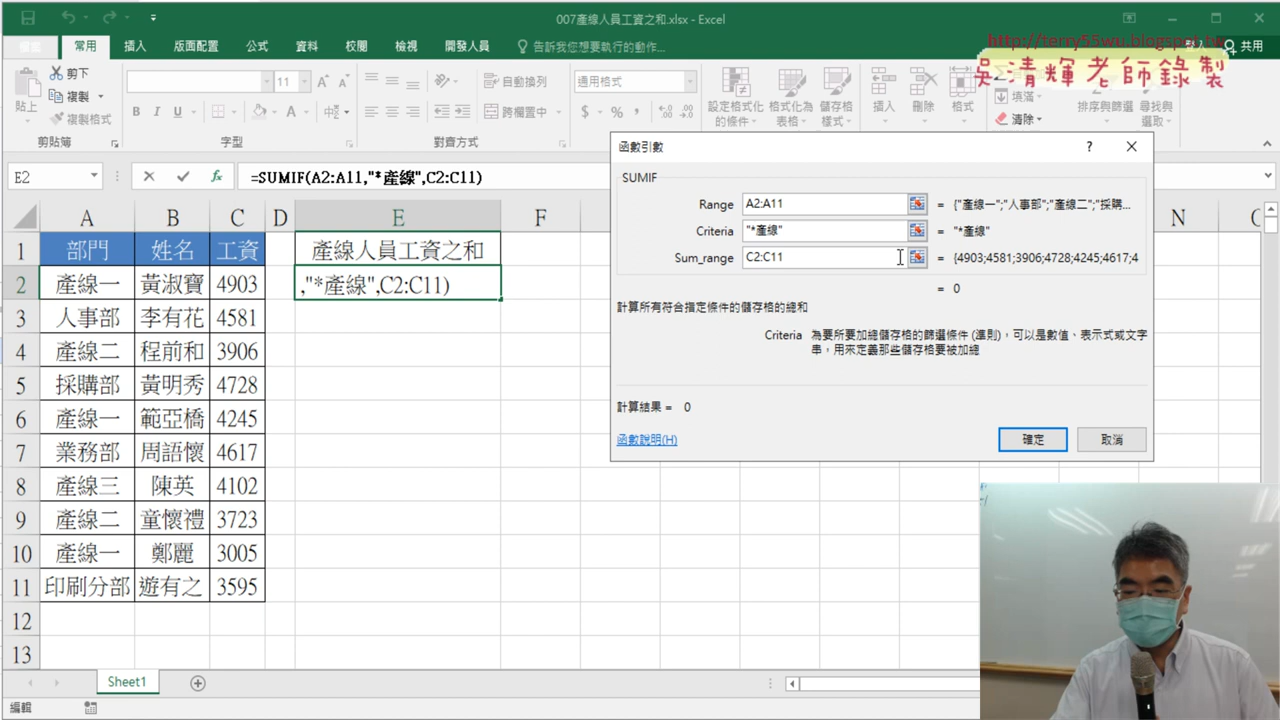 007產線人員工資之和.xlsx - Excel
常用 插入 版面配置 公式 資料 校閱 檢視 開發人員 告訴我您想要執行的動作... 共用
http://terry55wu.blogspot.tw
吳清輝老師錄製
貼上 剪下 複製 複製格式 剪貼簿
11 B I U 中 字型
自動換列 跨欄置中 對齊方式
通用格式 $ % ,
設定格式化的條件 格式化為表格 儲存格樣式
插入 刪除 格式
填滿 清除 排序與篩選 尋找與選取
E2 fx =SUMIF(A2:A11,"*產線",C2:C11)
A B C D E F N
1 部門 姓名 工資 產線人員工資之和
2 產線一 黃淑寶 4903 ,"*產線",C2:C11)
3 人事部 李有花 4581
4 產線二 程前和 3906
5 採購部 黃明秀 4728
6 產線一 範亞橋 4245
7 業務部 周語懷 4617
8 產線三 陳英 4102
9 產線二 童懷禮 3723
10 產線一 鄭麗 3005
11 印刷分部 遊有之 3595
12
13
函數引數 ?
SUMIF
Range A2:A11 = {"產線一";"人事部";"產線二";"採購...
Criteria "*產線" = "*產線"
Sum_range C2:C11 = {4903;4581;3906;4728;4245;4617;4
= 0
計算所有符合指定條件的儲存格的總和
Criteria 為要所要加總儲存格的篩選條件 (準則)，可以是數值、表示式或文字
串，用來定義那些儲存格要被加總
計算結果 = 0
函數說明(H) 確定 取消
Sheet1
編輯